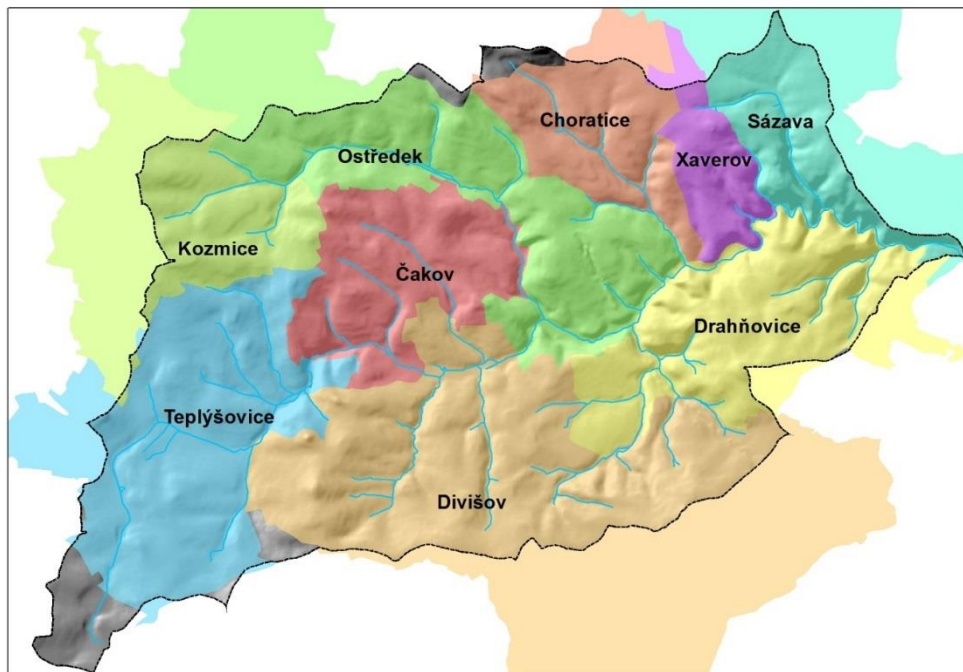 Choratice
Sázava
Ostředek
Xaverov
Kozmice
Čakov
Drahňovice
Teplýšovice
Divišov